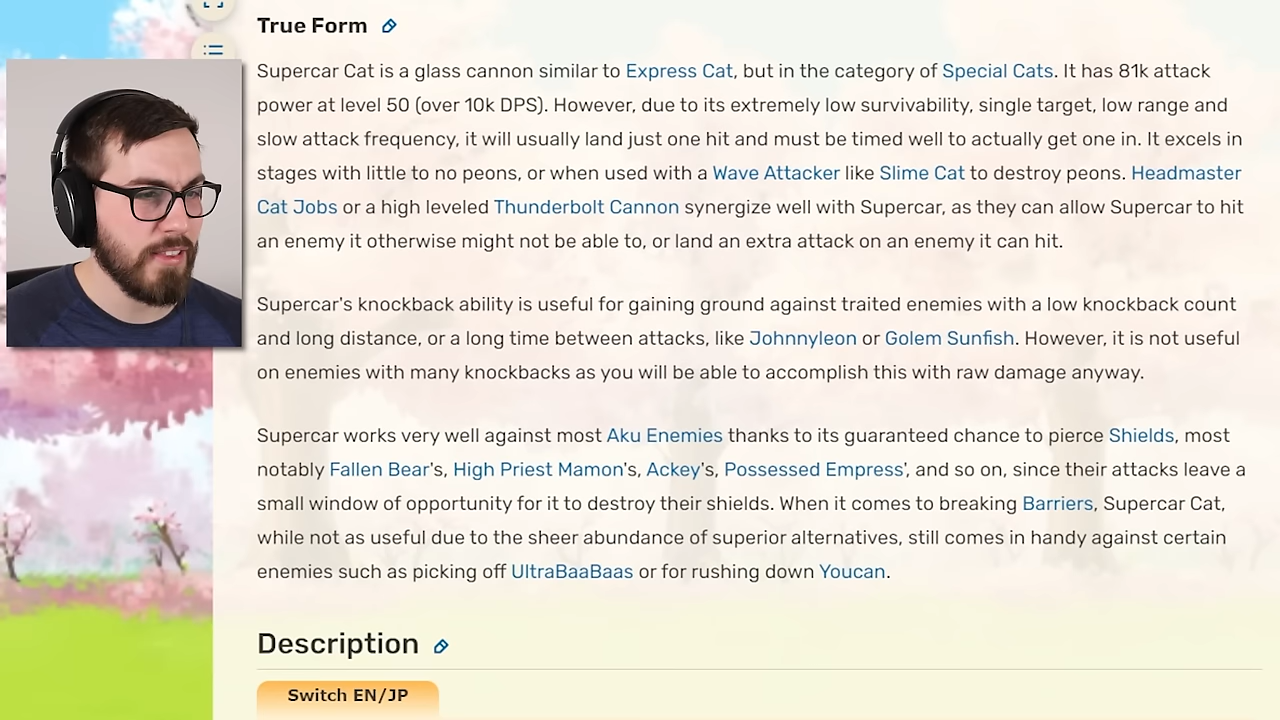 True Form
Supercar Cat is a glass cannon similar to Express Cat, but in the category of Special Cats. It has 81k attack
power at level 50 (over 10k DPS). However, due to its extremely low survivability, single target, low range and
slow attack frequency, it will usually land just one hit and must be timed well to actually get one in. It excels in
stages with little to no peons, or when used with a Wave Attacker like Slime Cat to destroy peons. Headmaster
Cat Jobs or a high leveled Thunderbolt Cannon synergize well with Supercar, as they can allow Supercar to hit
an enemy it otherwise might not be able to, or land an extra attack on an enemy it can hit.
Supercar's knockback ability is useful for gaining ground against traited enemies with a low knockback count
and long distance, or a long time between attacks, like Johnnyleon or Golem Sunfish. However, it is not useful
on enemies with many knockbacks as you will be able to accomplish this with raw damage anyway.
Supercar works very well against most Aku Enemies thanks to its guaranteed chance to pierce Shields, most
notably Fallen Bear's, High Priest Mamon's, Ackey's, Possessed Empress', and so on, since their attacks leave a
small window of opportunity for it to destroy their shields. When it comes to breaking Barriers, Supercar Cat,
while not as useful due to the sheer abundance of superior alternatives, still comes in handy against certain
enemies such as picking off UltraBaaBaas or for rushing down Youcan.
Description
Switch EN/JP